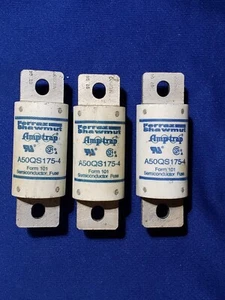 Ferraz
Shawmut
Amp-trap
A50QS175-4
Form 101
Semiconductor Fuse
Ferraz
Shawmut
Amp-trap
A50QS175-4
Form 101
Semiconductor Fuse
Ferraz
Shawmut
Amp-trap
A50QS175-4
Form 101
Semiconductor Fuse